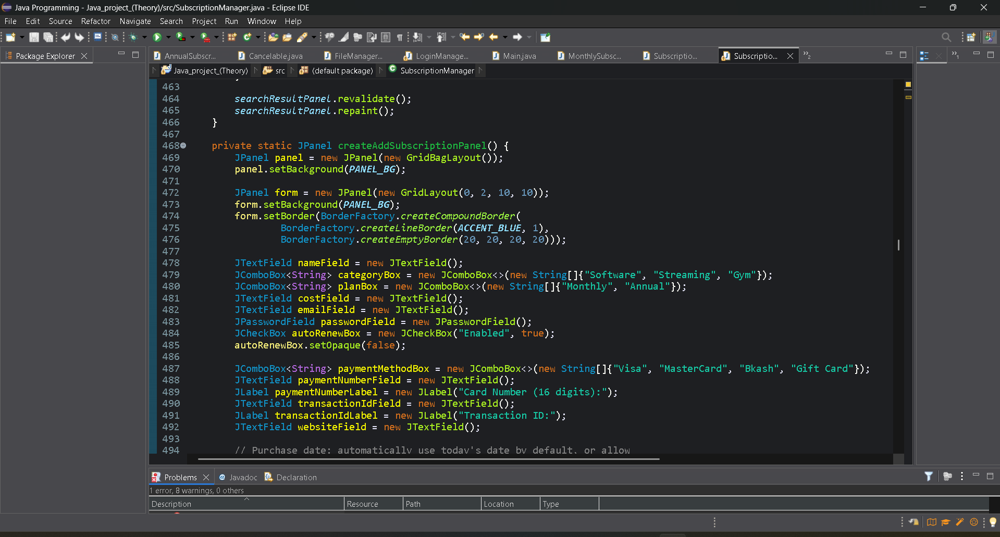 Java Programming - Java_project_(Theory)/src/SubscriptionManager.java - Eclipse IDE
File Edit Source Refactor Navigate Search Project Run Window Help
Package Explorer
AnnualSubscr... Cancelable.java FileManager... LoginManage... Main.java MonthlySubsc... Subscriptio... Subscriptio... »2 »1
Java_project_(Theory) src (default package) SubscriptionManager
463
464 searchResultPanel.revalidate();
465 searchResultPanel.repaint();
466 }
467
468 private static JPanel createAddSubscriptionPanel() {
469 JPanel panel = new JPanel(new GridBagLayout());
470 panel.setBackground(PANEL_BG);
471
472 JPanel form = new JPanel(new GridLayout(0, 2, 10, 10));
473 form.setBackground(PANEL_BG);
474 form.setBorder(BorderFactory.createCompoundBorder(
475 BorderFactory.createLineBorder(ACCENT_BLUE, 1),
476 BorderFactory.createEmptyBorder(20, 20, 20, 20)));
477
478 JTextField nameField = new JTextField();
479 JComboBox<String> categoryBox = new JComboBox<>(new String[]{"Software", "Streaming", "Gym"});
480 JComboBox<String> planBox = new JComboBox<>(new String[]{"Monthly", "Annual"});
481 JTextField costField = new JTextField();
482 JTextField emailField = new JTextField();
483 JPasswordField passwordField = new JPasswordField();
484 JCheckBox autoRenewBox = new JCheckBox("Enabled", true);
485 autoRenewBox.setOpaque(false);
486
487 JComboBox<String> paymentMethodBox = new JComboBox<>(new String[]{"Visa", "MasterCard", "Bkash", "Gift Card"});
488 JTextField paymentNumberField = new JTextField();
489 JLabel paymentNumberLabel = new JLabel("Card Number (16 digits):");
490 JTextField transactionIdField = new JTextField();
491 JLabel transactionIdLabel = new JLabel("Transaction ID:");
492 JTextField websiteField = new JTextField();
493
494 // Purchase date: automatically use today's date by default, or allow
Problems Javadoc Declaration
1 error, 8 warnings, 0 others
Description Resource Path Location Type